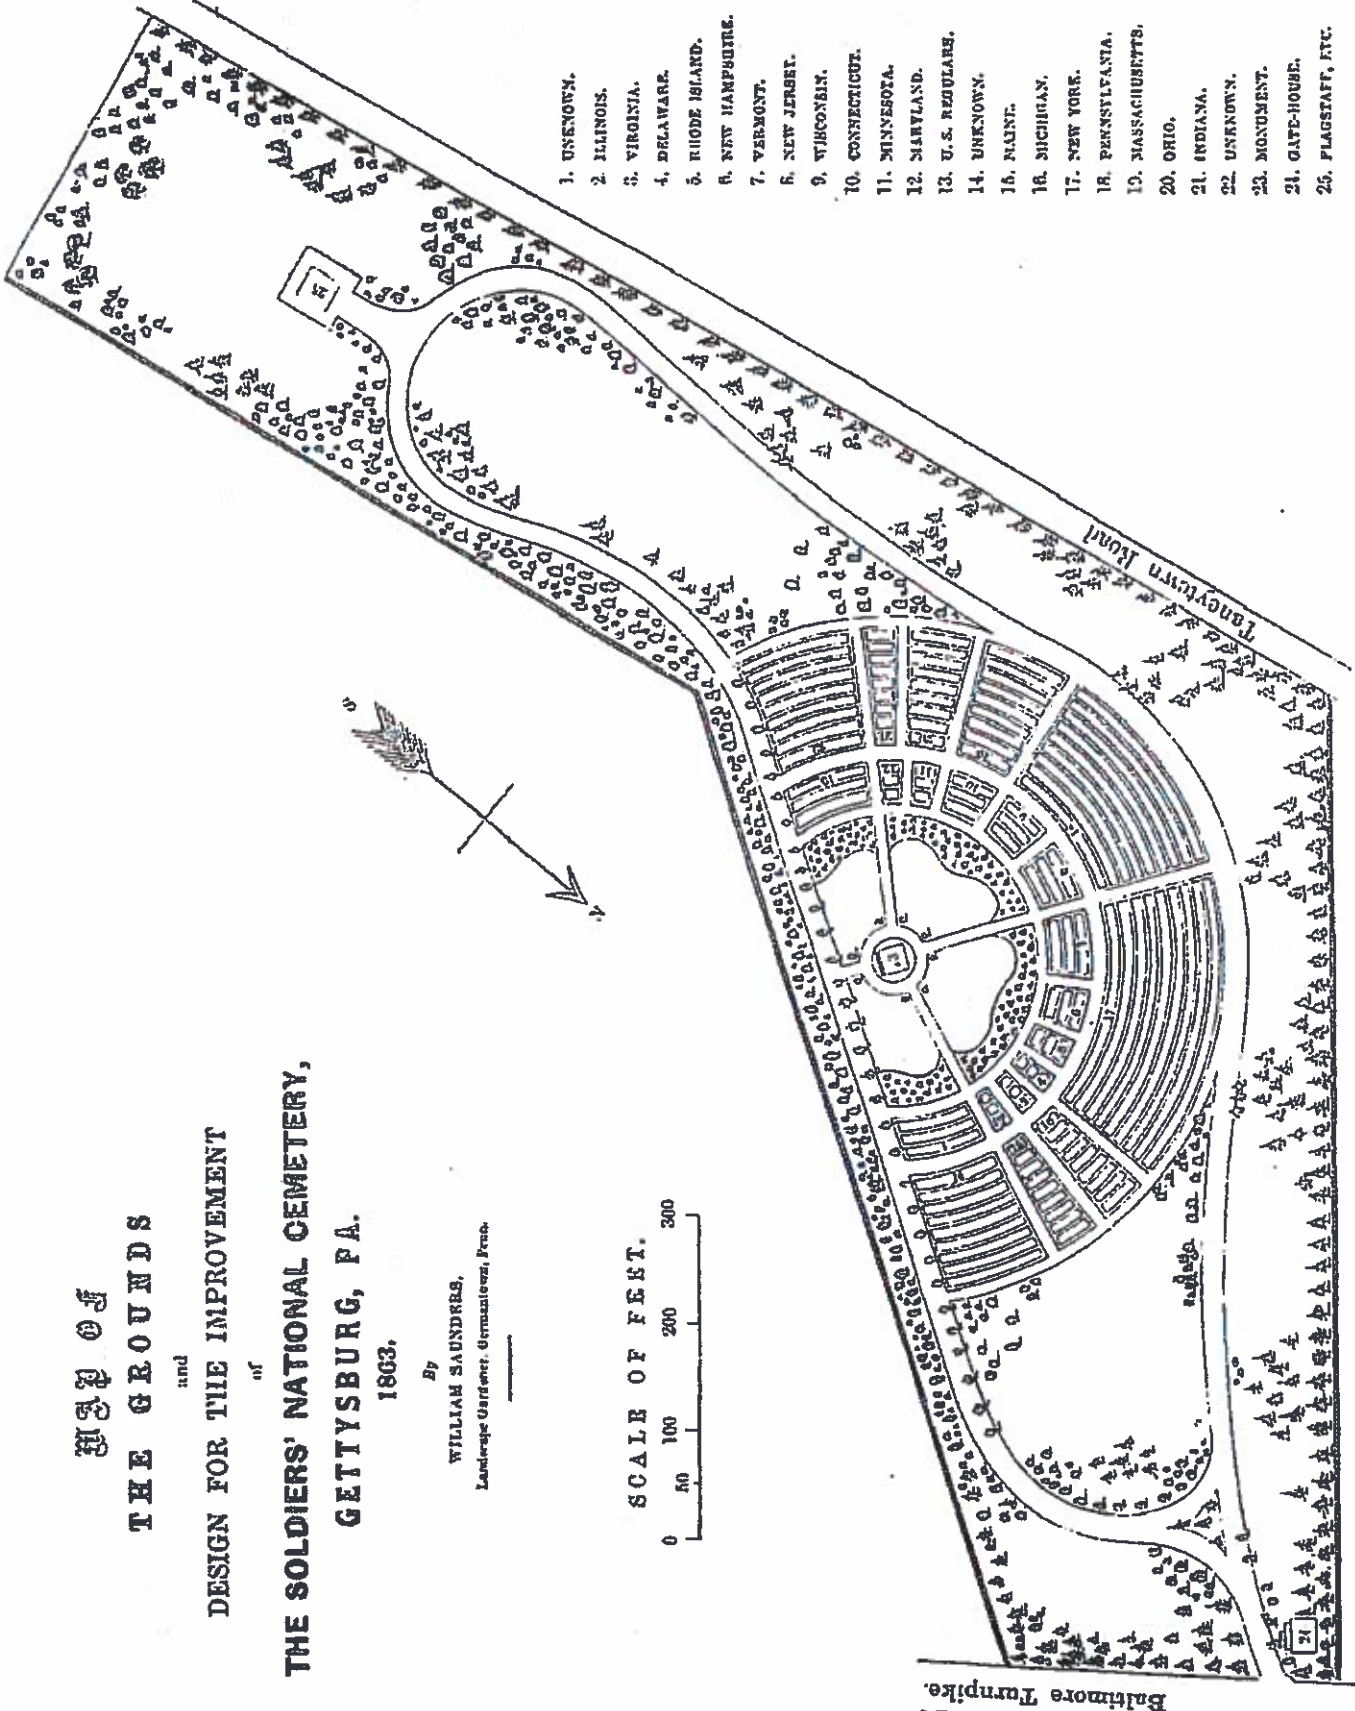 MAP OF
THE GROUNDS
and
DESIGN FOR THE IMPROVEMENT
of
THE SOLDIERS' NATIONAL CEMETERY,
GETTYSBURG, PA.
1863.
By
WILLIAM SAUNDERS,
Landscape Gardener, Germantown, Penn.
SCALE OF FEET.
0 50 100 200 300
S
N
1. UNKNOWN.
2. ILLINOIS.
3. VIRGINIA.
4. DELAWARE.
5. RHODE ISLAND.
6. NEW HAMPSHIRE.
7. VERMONT.
8. NEW JERSEY.
9. WISCONSIN.
10. CONNECTICUT.
11. MINNESOTA.
12. MARYLAND.
13. U. S. REGULARS.
14. UNKNOWN.
15. MAINE.
16. MICHIGAN.
17. NEW YORK.
18. PENNSYLVANIA.
19. MASSACHUSETTS.
20. OHIO.
21. INDIANA.
22. UNKNOWN.
23. MONUMENT.
24. GATE-HOUSE.
25. FLAGSTAFF, ETC.
Taneytown Road
Baltimore Turnpike.
17
24
25